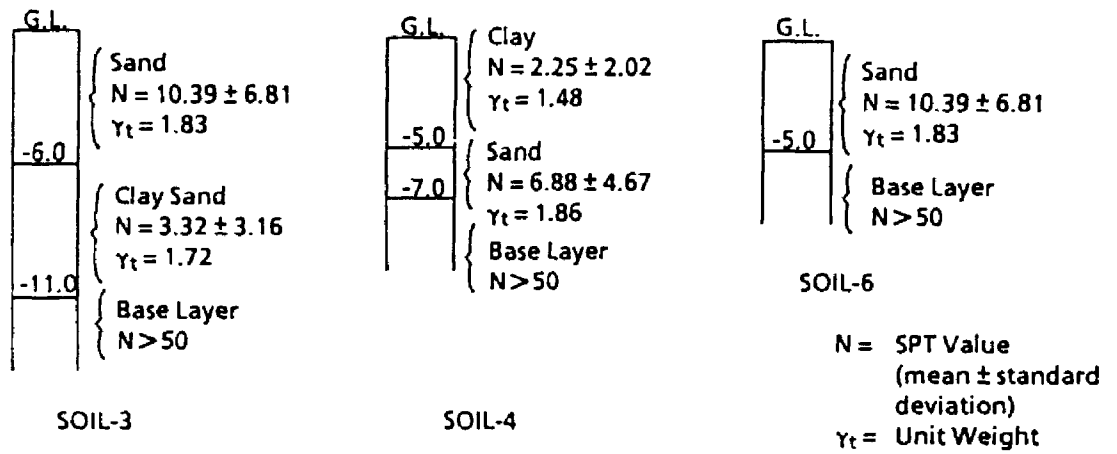 G.L.
Sand
N = 10.39 ± 6.81
γt = 1.83
-6.0
Clay Sand
N = 3.32 ± 3.16
γt = 1.72
-11.0
Base Layer
N > 50
SOIL-3
G.L.
Clay
N = 2.25 ± 2.02
γt = 1.48
-5.0
Sand
N = 6.88 ± 4.67
γt = 1.86
-7.0
Base Layer
N > 50
SOIL-4
G.L.
Sand
N = 10.39 ± 6.81
γt = 1.83
-5.0
Base Layer
N > 50
SOIL-6
N = SPT Value
(mean ± standard
deviation)
γt = Unit Weight